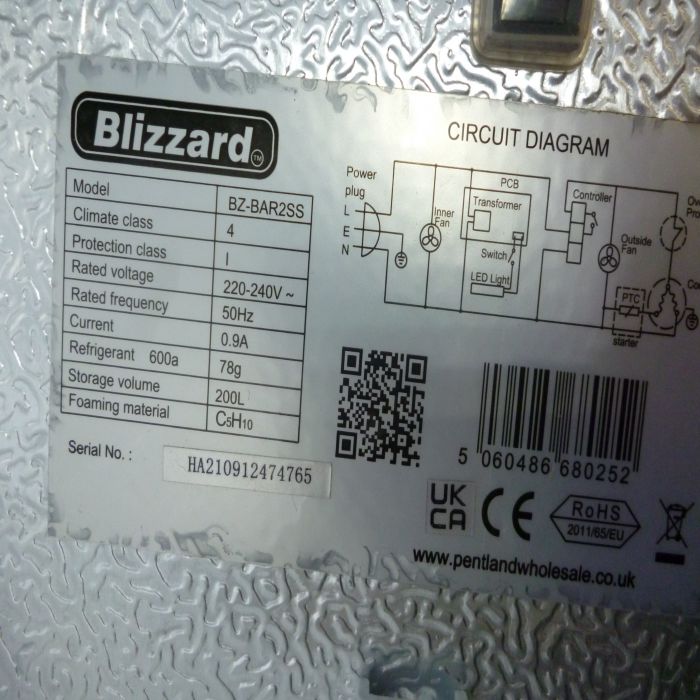 Blizzard TM
Model BZ-BAR2SS
Climate class 4
Protection class I
Rated voltage 220-240V ~
Rated frequency 50Hz
Current 0.9A
Refrigerant 600a 78g
Storage volume 200L
Foaming material C5H10
Serial No. : HA210912474765
CIRCUIT DIAGRAM
Power
plug
L
E
N
Inner
Fan
PCB
Transformer
Switch
LED Light
Controller
Outside
Fan
PTC
starter
5 060486 680252
UK
CA
CE
RoHS
2011/65/EU
www.pentlandwholesale.co.uk